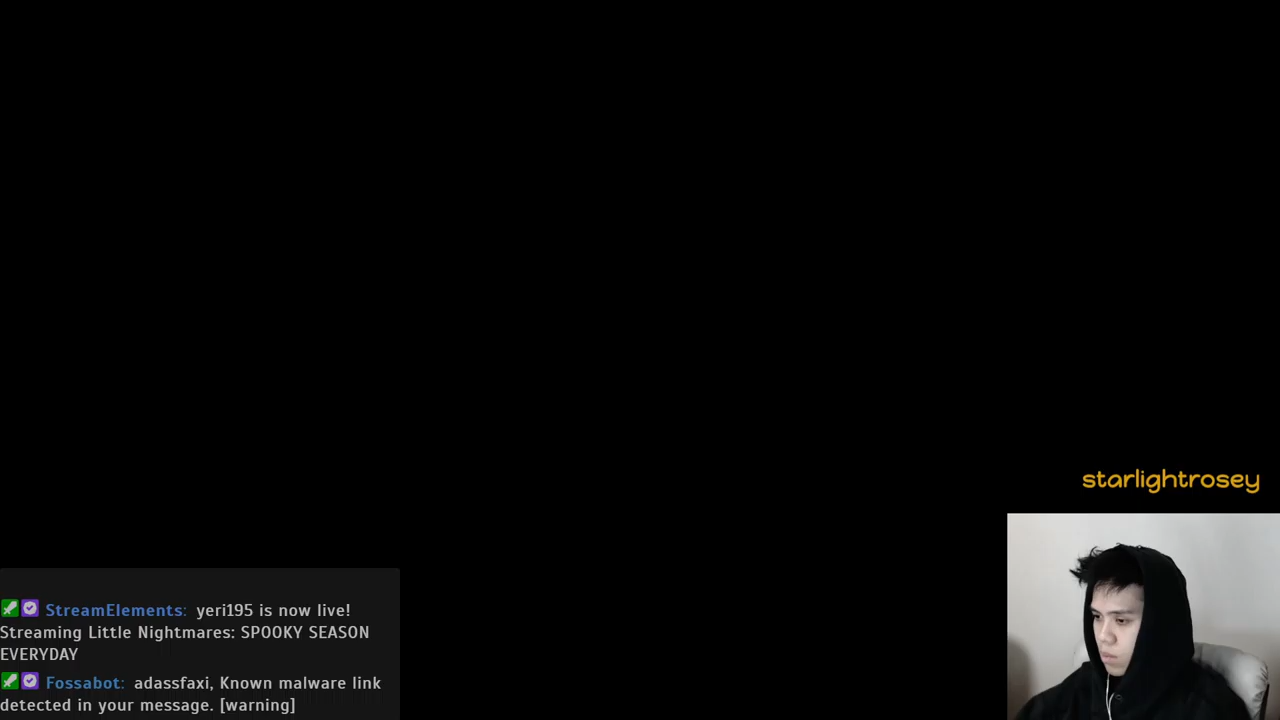 starlightrosey
StreamElements: yeri195 is now live!
Streaming Little Nightmares: SPOOKY SEASON
EVERYDAY
Fossabot: adassfaxi, Known malware link
detected in your message. [warning]